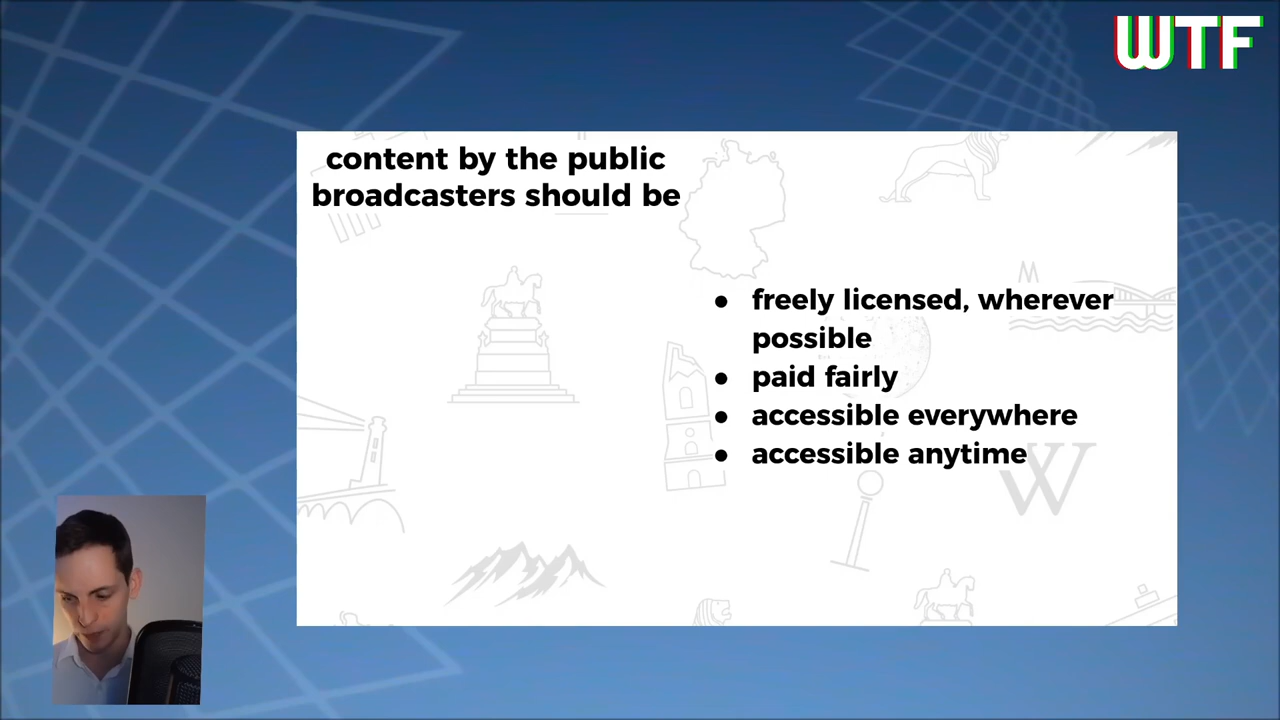 WTF
content by the public
broadcasters should be
● freely licensed, wherever
possible
● paid fairly
● accessible everywhere
● accessible anytime
W